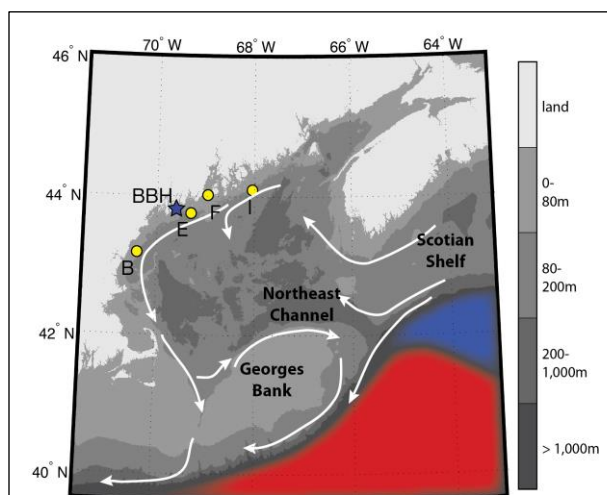 70° W
68° W
66° W
64° W
46° N
44° N
42° N
40° N
BBH
B
E
F
I
Scotian
Shelf
Northeast
Channel
Georges
Bank
land
0-
80m
80-
200m
200-
1,000m
> 1,000m